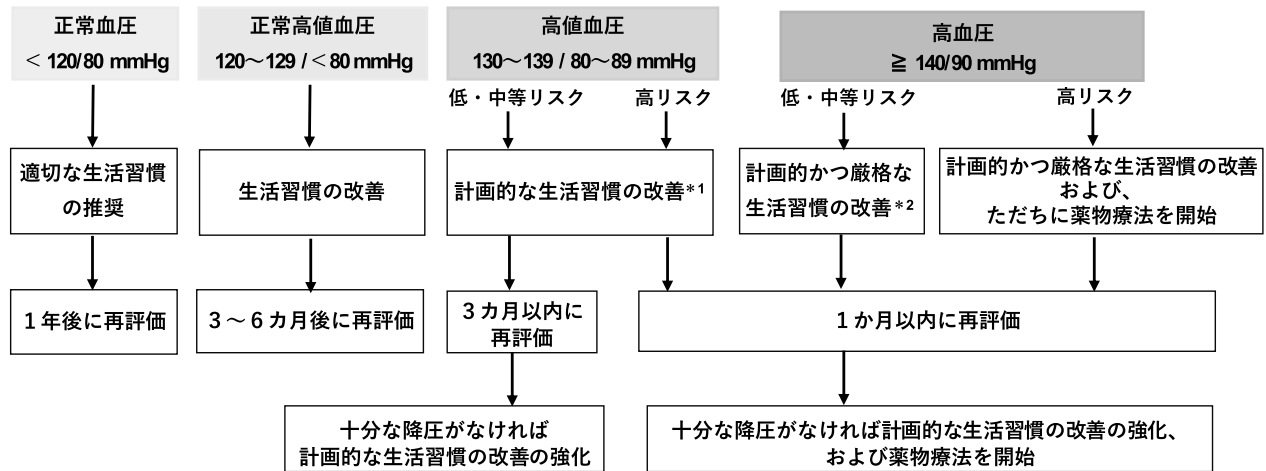 正常血圧
＜120/80 mmHg
正常高値血圧
120～129 /＜80 mmHg
高値血圧
130～139 / 80～89 mmHg
高血圧
≧ 140/90 mmHg
低・中等リスク
高リスク
低・中等リスク
高リスク
適切な生活習慣
の推奨
生活習慣の改善
計画的な生活習慣の改善*1
計画的かつ厳格な
生活習慣の改善*2
計画的かつ厳格な生活習慣の改善
および、
ただちに薬物療法を開始
1年後に再評価
3～6カ月後に再評価
3カ月以内に
再評価
1か月以内に再評価
十分な降圧がなければ
計画的な生活習慣の改善の強化
十分な降圧がなければ計画的な生活習慣の改善の強化、
および薬物療法を開始